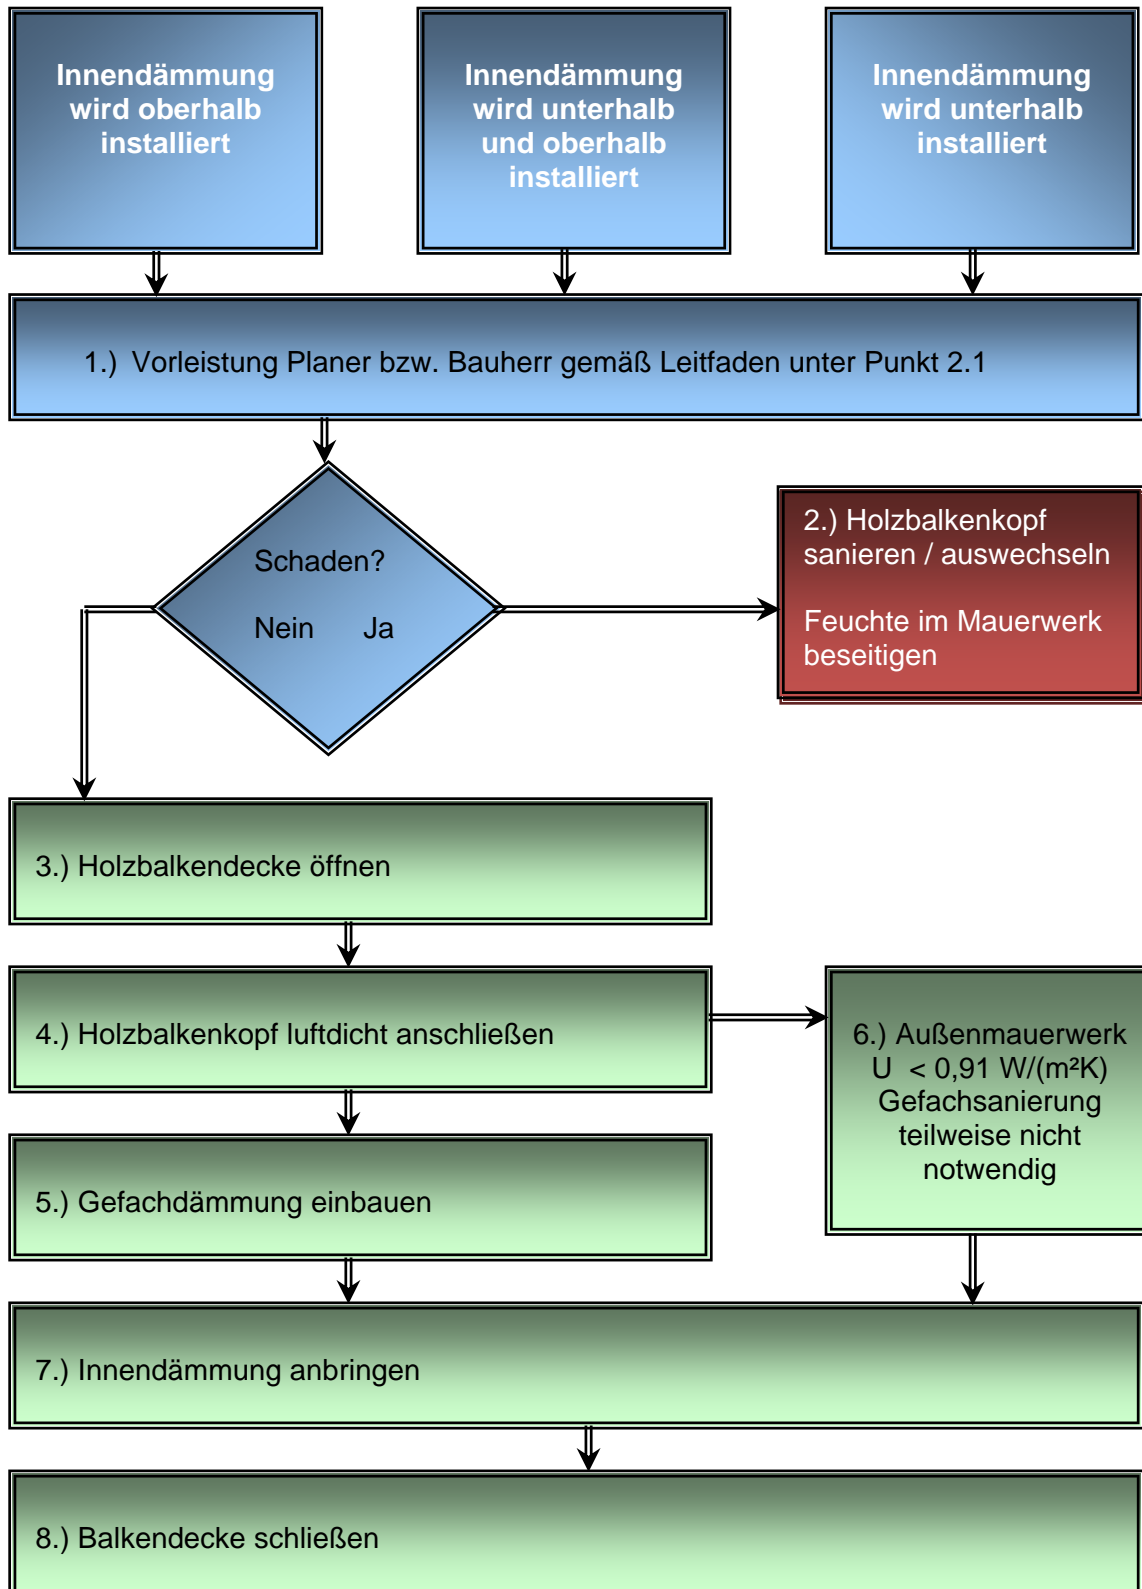 Innendämmung
wird oberhalb
installiert
Innendämmung
wird unterhalb
und oberhalb
installiert
Innendämmung
wird unterhalb
installiert
1.) Vorleistung Planer bzw. Bauherr gemäß Leitfaden unter Punkt 2.1
Schaden?
Nein Ja
2.) Holzbalkenkopf
sanieren / auswechseln
Feuchte im Mauerwerk
beseitigen
3.) Holzbalkendecke öffnen
4.) Holzbalkenkopf luftdicht anschließen
6.) Außenmauerwerk
U < 0,91 W/(m²K)
Gefachsanierung
teilweise nicht
notwendig
5.) Gefachdämmung einbauen
7.) Innendämmung anbringen
8.) Balkendecke schließen